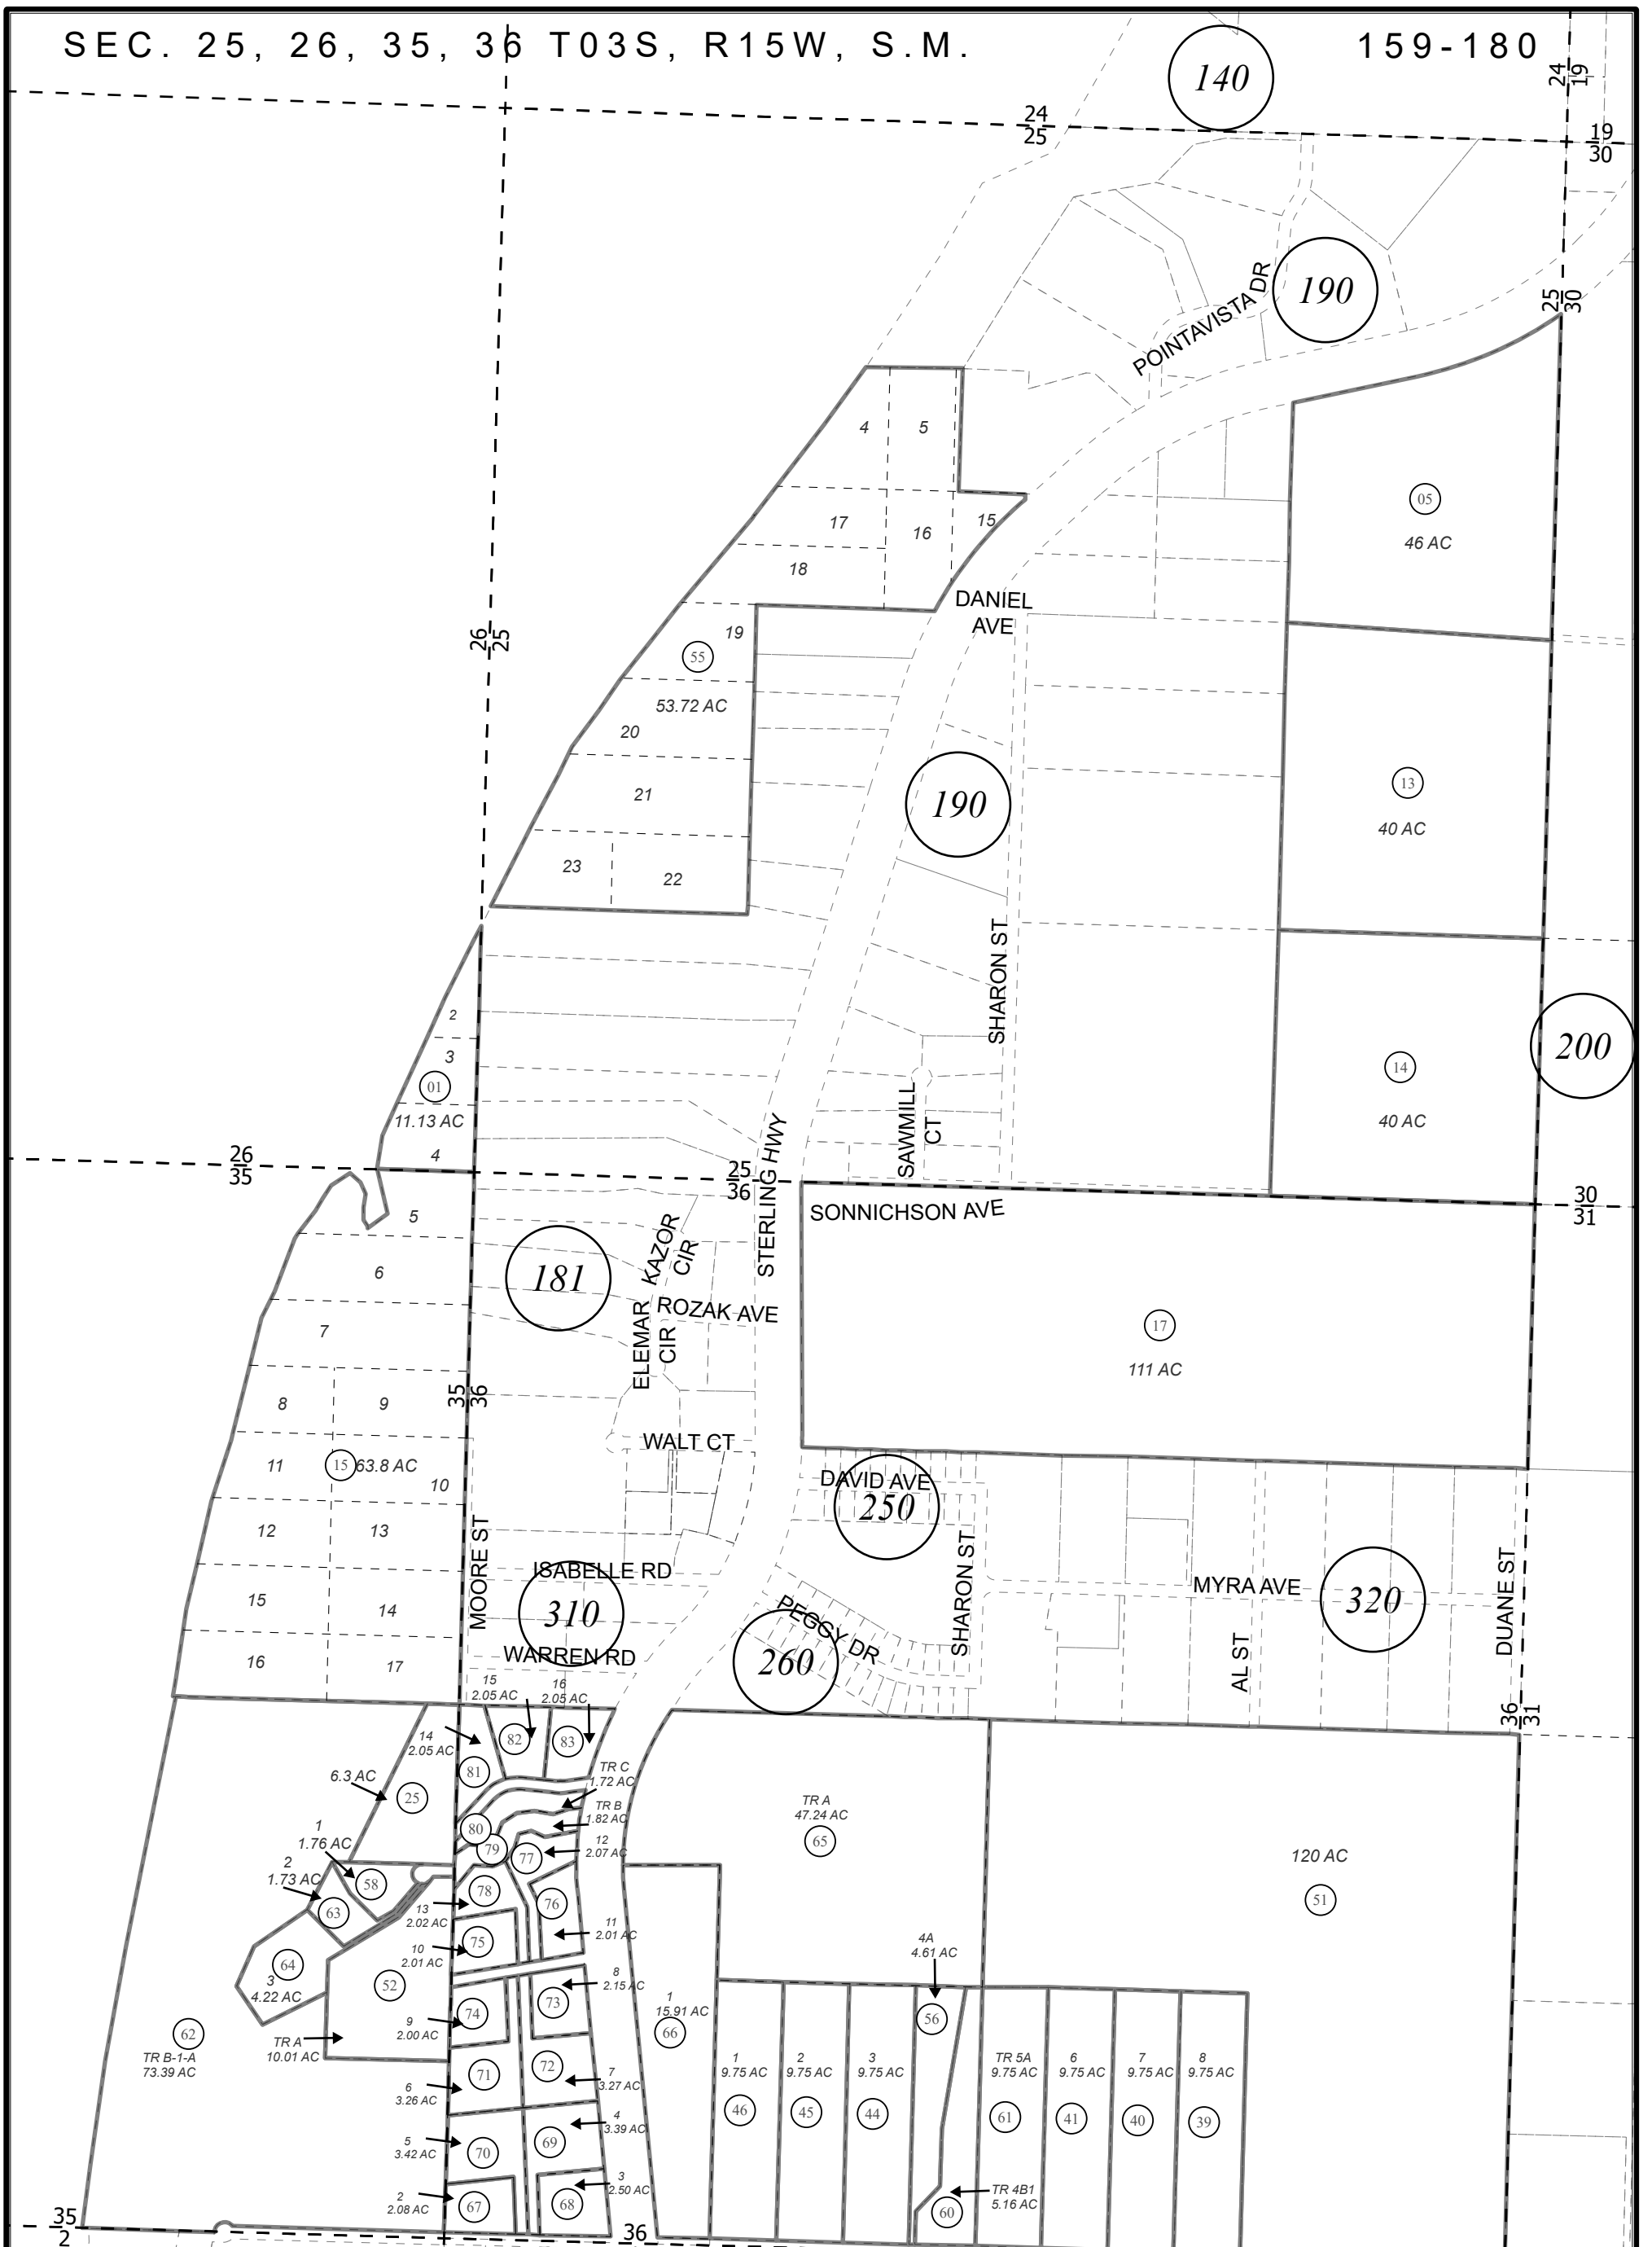 SEC. 25, 26, 35, 36 T03S, R15W, S.M.
159-180
140
24
19
24
25
19
30
190
POINTAVISTA DR
25
30
4
5
05
46 AC
17
16
15
18
DANIEL
AVE
26
25
19
55
53.72 AC
20
21
190
13
40 AC
23
22
SHARON ST
2
3
01
11.13 AC
4
200
14
40 AC
SAWMILL
CT
STERLING HWY
26
35
25
36
30
31
SONNICHSON AVE
5
6
7
181
KAZOR
CIR
ELEMAR
CIR
ROZAK AVE
17
111 AC
35
36
8
9
WALT CT
11
15
63.8 AC
10
DAVID AVE
250
12
13
MOORE ST
ISABELLE RD
310
SHARON ST
MYRA AVE
320
DUANE ST
15
14
PEGGY DR
260
AL ST
16
17
WARREN RD
36
31
15
2.05 AC
16
2.05 AC
14
2.05 AC
82
83
81
6.3 AC
25
TR C
1.72 AC
TR B
1.82 AC
80
79
77
12
2.07 AC
TR A
47.24 AC
65
120 AC
51
1
1.76 AC
2
1.73 AC
58
63
78
76
13
2.02 AC
11
2.01 AC
75
10
2.01 AC
4A
4.61 AC
64
3
4.22 AC
52
8
2.15 AC
73
74
9
2.00 AC
1
15.91 AC
66
56
62
TR B-1-A
73.39 AC
TR A
10.01 AC
72
71
7
3.27 AC
6
3.26 AC
1
9.75 AC
46
2
9.75 AC
45
3
9.75 AC
44
TR 5A
9.75 AC
61
6
9.75 AC
41
7
9.75 AC
40
8
9.75 AC
39
4
3.39 AC
69
5
3.42 AC
70
3
2.50 AC
68
2
2.08 AC
67
TR 4B1
5.16 AC
60
35
2
36